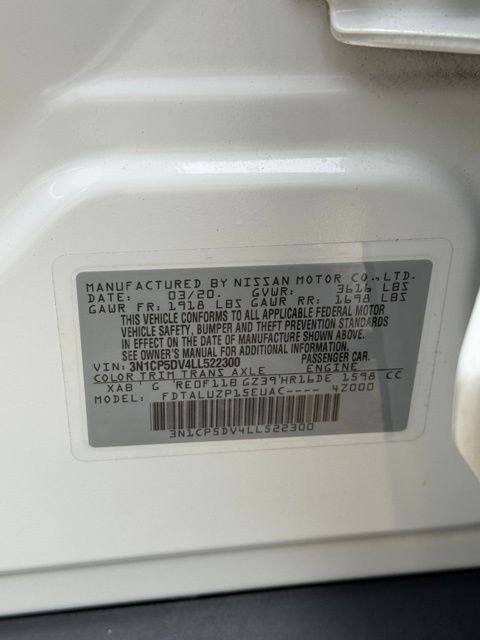 MANUFACTURED BY NISSAN MOTOR CO.,LTD.
DATE: 03/20. GVWR: 3616 LBS
GAWR FR: 1918 LBS GAWR RR: 1698 LBS
THIS VEHICLE CONFORMS TO ALL APPLICABLE FEDERAL MOTOR
VEHICLE SAFETY, BUMPER AND THEFT PREVENTION STANDARDS
IN EFFECT ON THE DATE OF MANUFACTURE SHOWN ABOVE.
SEE OWNER'S MANUAL FOR ADDITIONAL INFORMATION
VIN: 3N1CP5DV4LL522300 PASSENGER CAR
COLOR TRIM TRANS AXLE ENGINE
XAB G RE0F11B GZ39 HR16DE 1598 CC
MODEL: FDTALUZP15EUAC---- 4Z000
3N1CP5DV4LL522300